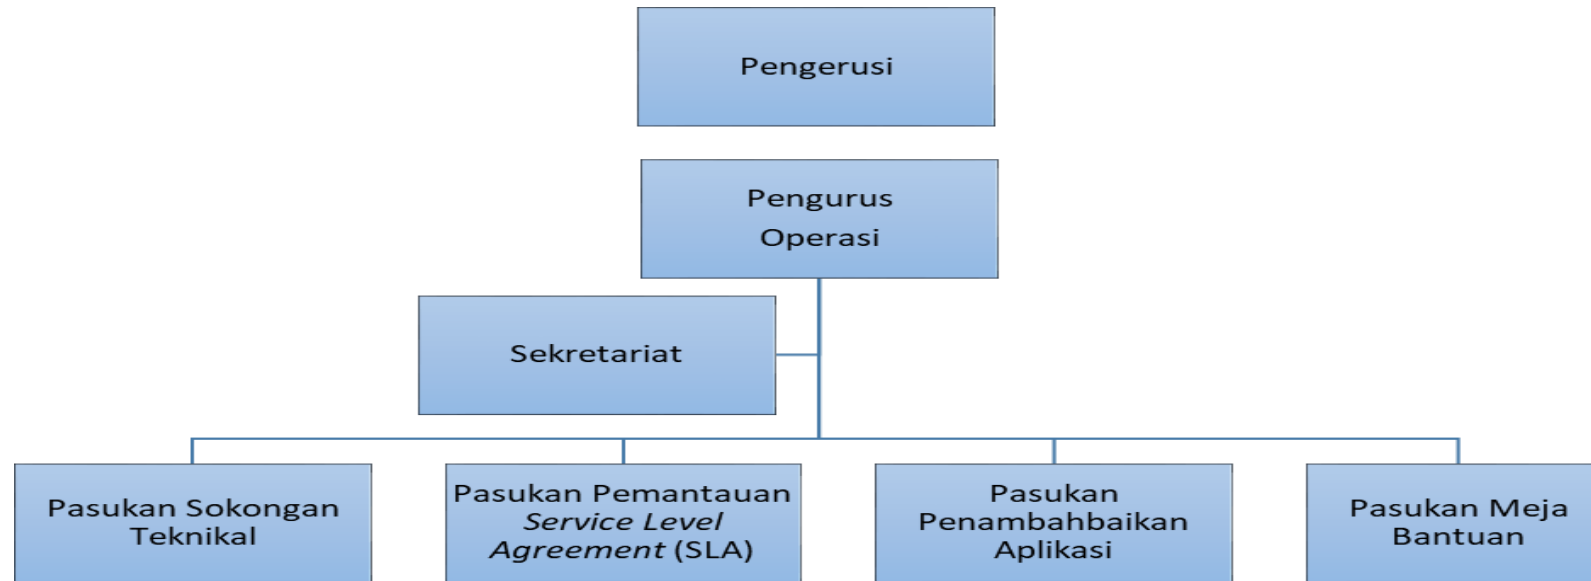 Pengerusi
Pengurus
Operasi
Sekretariat
Pasukan Sokongan
Teknikal
Pasukan Pemantauan
Service Level
Agreement (SLA)
Pasukan
Penambahbaikan
Aplikasi
Pasukan Meja
Bantuan